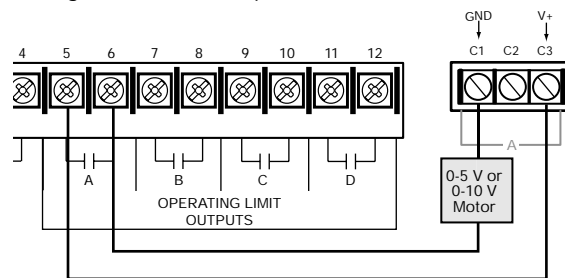 GND V+
4 5 6 7 8 9 10 11 12 C1 C2 C3
A B C D
A
OPERATING LIMIT
OUTPUTS
0-5 V or
0-10 V
Motor